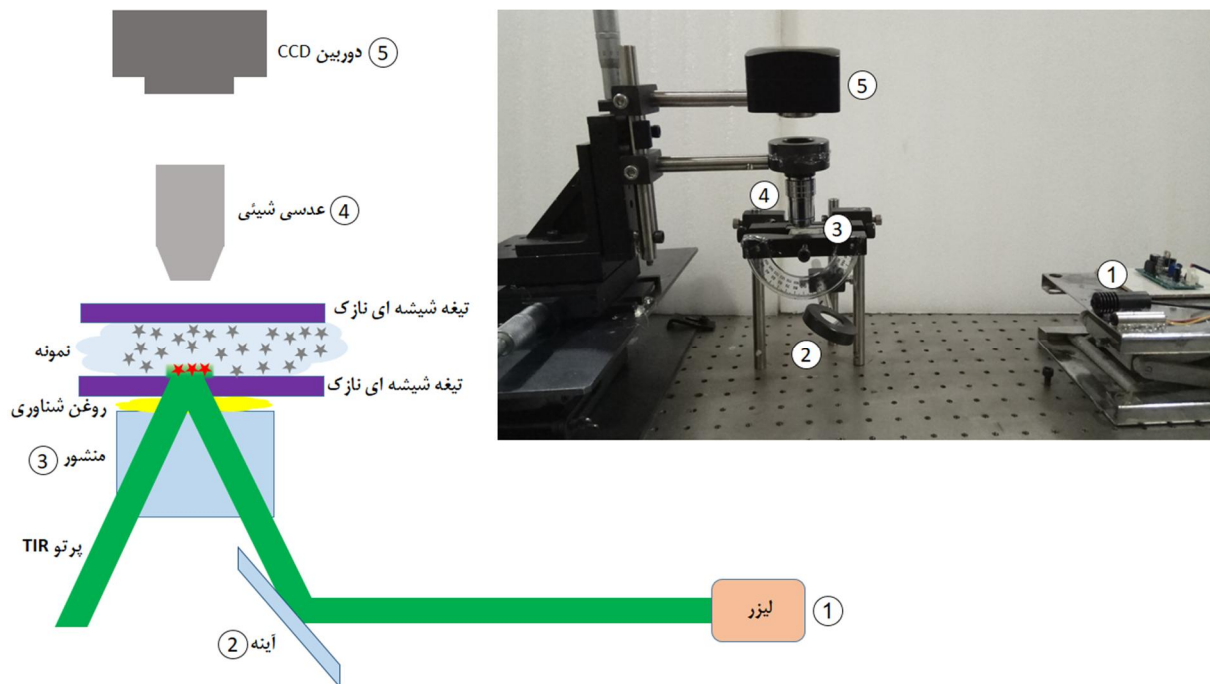 دوربین CCD ⑤
عدسی شیئی ④
تیغه شیشه ای نازک
نمونه
تیغه شیشه ای نازک
روغن شناوری
منشور ③
پرتو TIR
آینه ②
لیزر ①
⑤
④
③
①
②